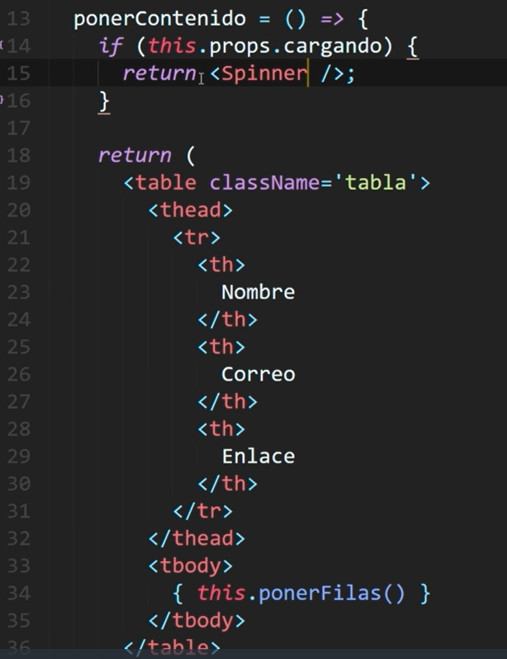 13 ponerContenido = () => {
14 if (this.props.cargando) {
15 return <Spinner />;
16 }
17
18 return (
19 <table className='tabla'>
20 <thead>
21 <tr>
22 <th>
23 Nombre
24 </th>
25 <th>
26 Correo
27 </th>
28 <th>
29 Enlace
30 </th>
31 </tr>
32 </thead>
33 <tbody>
34 { this.ponerFilas() }
35 </tbody>
36 </table>